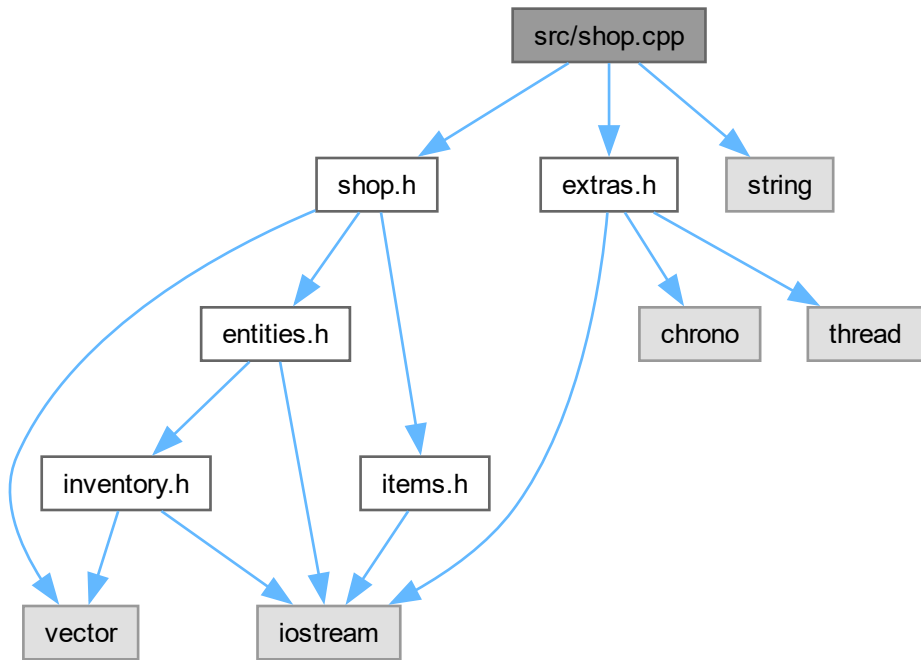 src/shop.cpp
shop.h
extras.h
string
entities.h
chrono
thread
inventory.h
items.h
vector
iostream